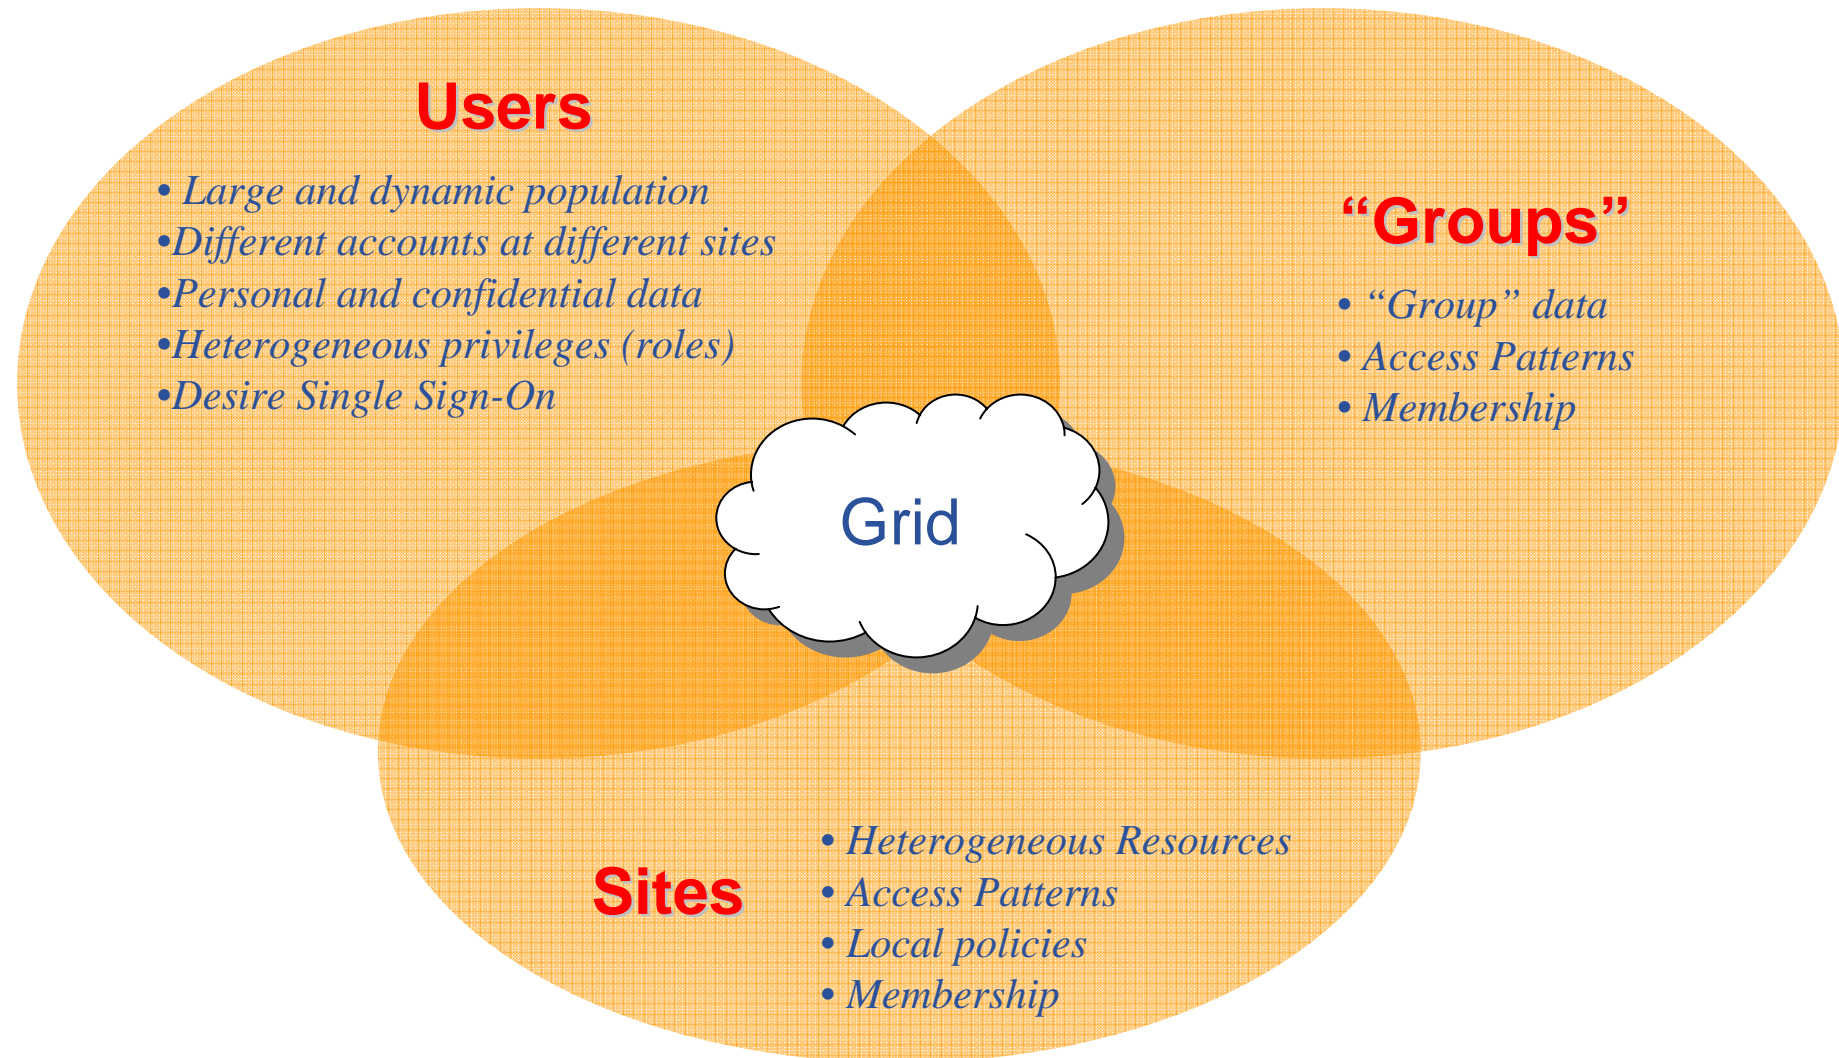 Users
• Large and dynamic population
•Different accounts at different sites
•Personal and confidential data
•Heterogeneous privileges (roles)
•Desire Single Sign-On
“Groups”
• “Group” data
• Access Patterns
• Membership
Grid
Sites
• Heterogeneous Resources
• Access Patterns
• Local policies
• Membership